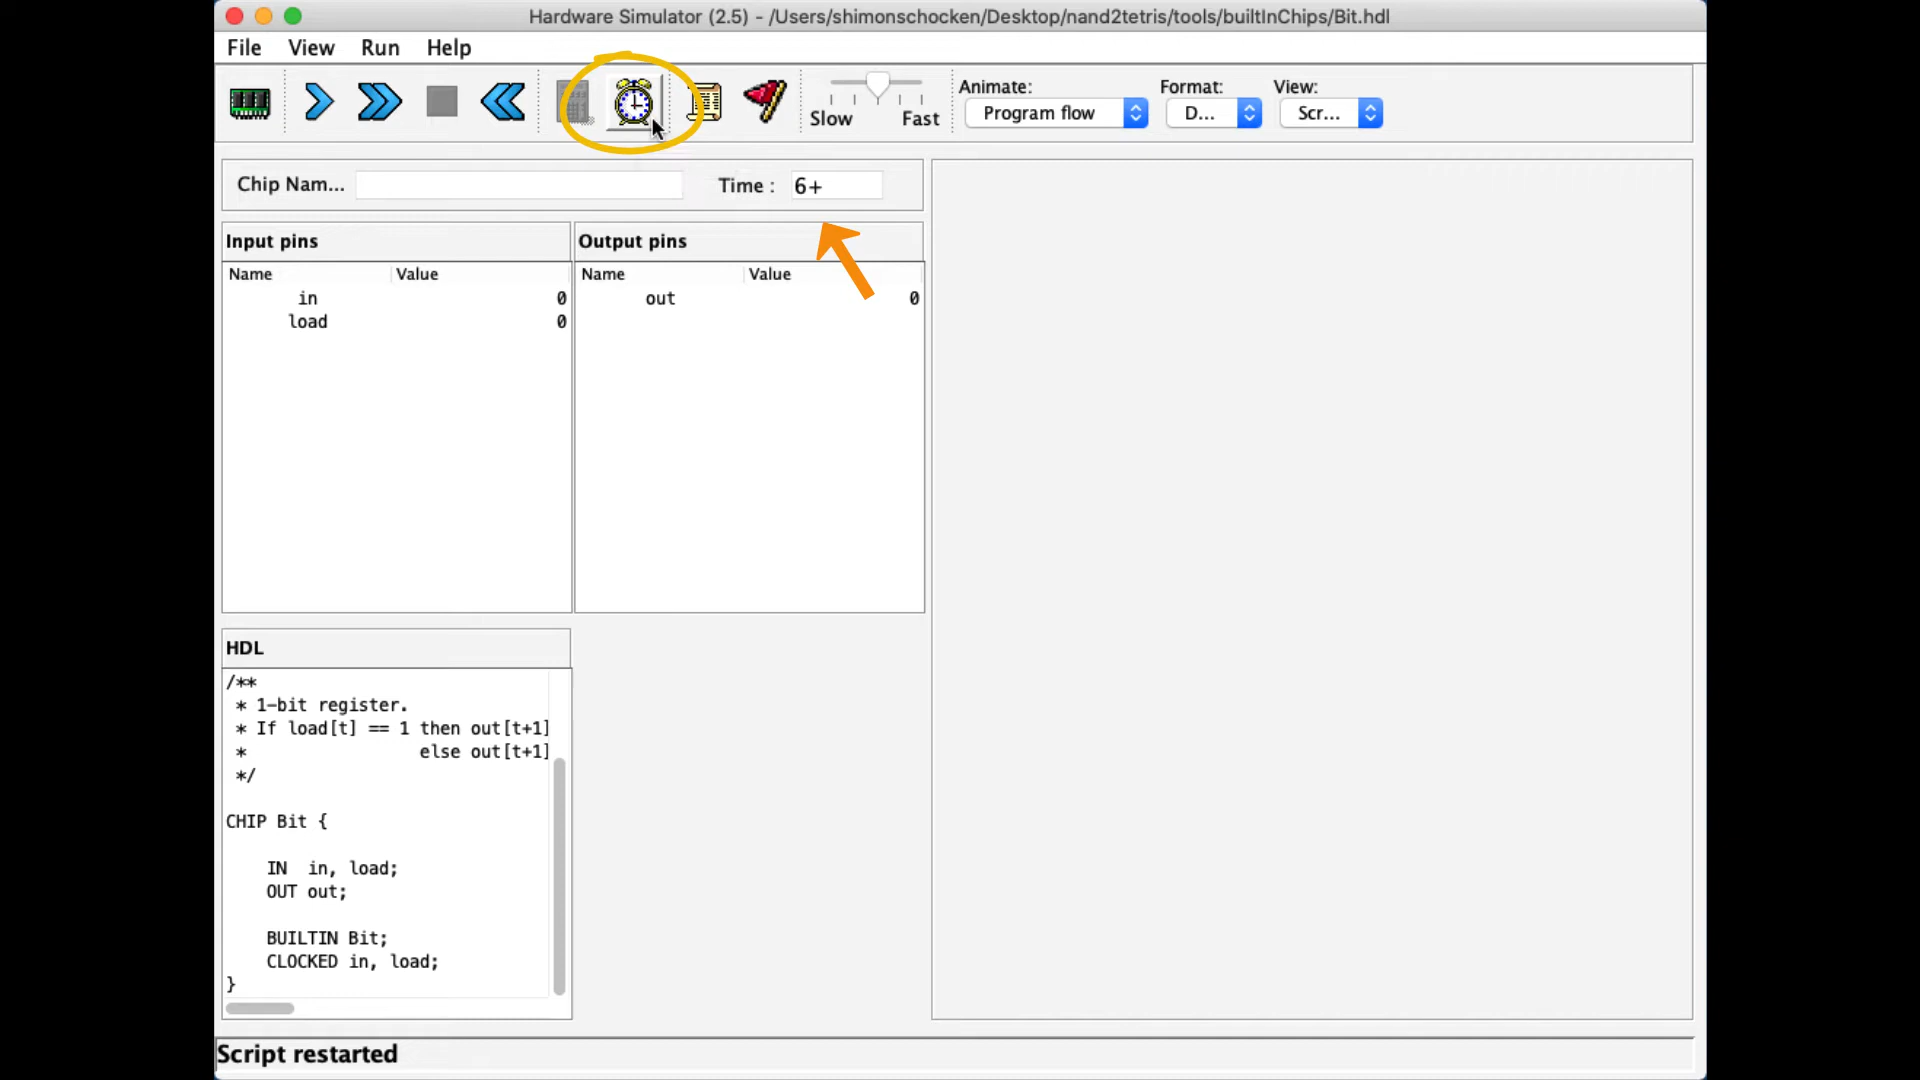 Hardware Simulator (2.5) - /Users/shimonschocken/Desktop/nand2tetris/tools/builtInChips/Bit.hdl
File View Run Help
Slow Fast
Animate:
Program flow
Format:
D...
View:
Scr...
Chip Nam...
Time :
6+
Input pins
Name Value
in 0
load 0
Output pins
Name Value
out 0
HDL
/**
* 1-bit register.
* If load[t] == 1 then out[t+1]
* else out[t+1]
*/
CHIP Bit {
IN in, load;
OUT out;
BUILTIN Bit;
CLOCKED in, load;
}
Script restarted